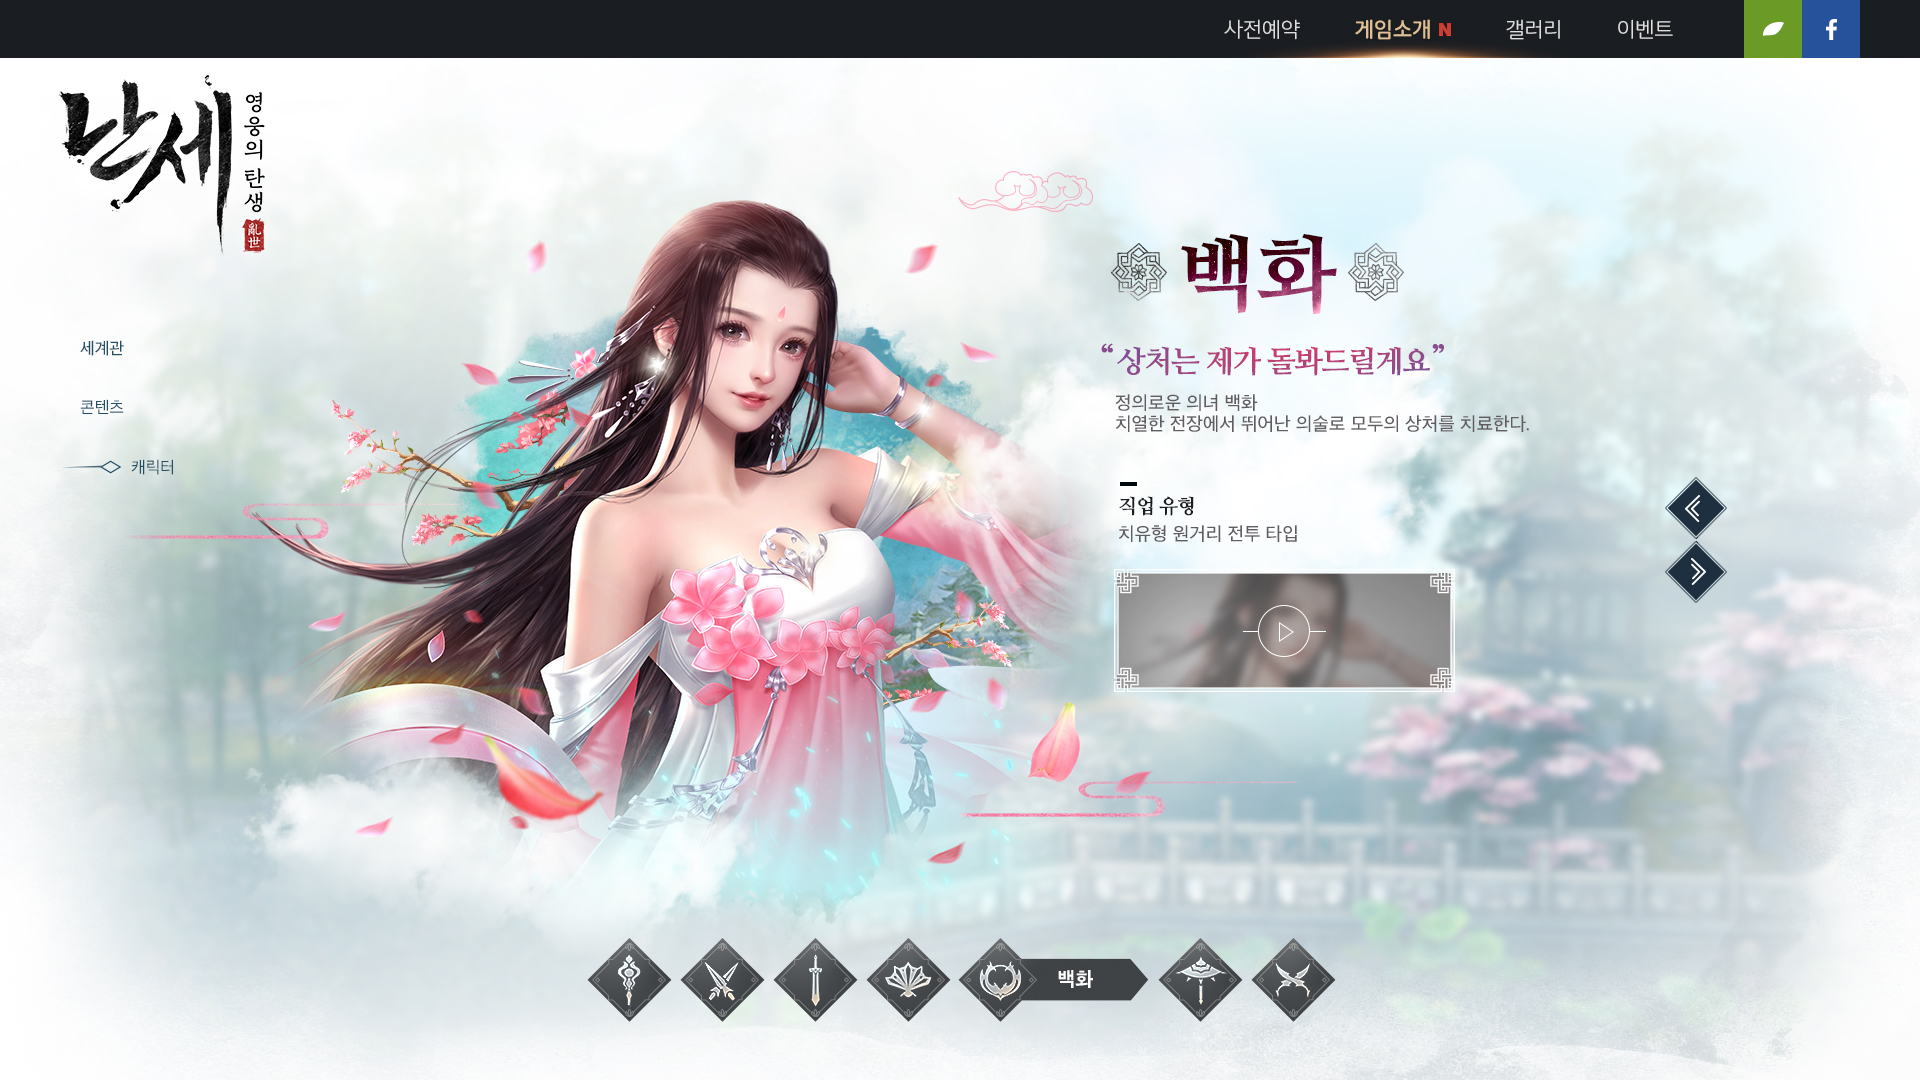 사전예약
게임소개 N
갤러리
이벤트
난세
영웅의 탄생
亂世
세계관
콘텐츠
캐릭터
백화
“상처는 제가 돌봐드릴게요”
정의로운 의녀 백화
치열한 전장에서 뛰어난 의술로 모두의 상처를 치료한다.
직업 유형
치유형 원거리 전투 타입
백화